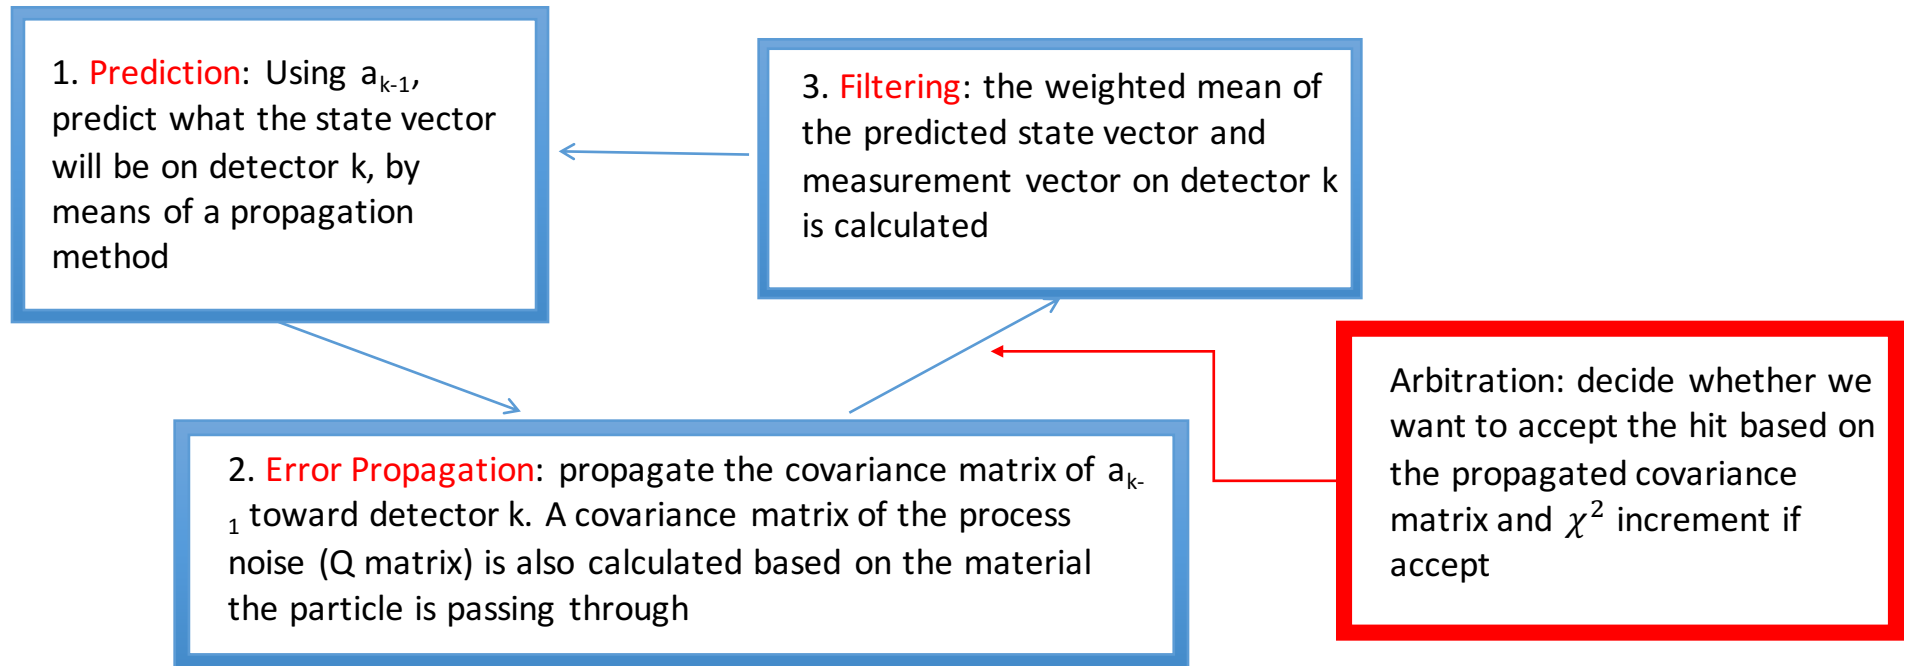 1. Prediction: Using aₖ₋₁,
predict what the state vector
will be on detector k, by
means of a propagation
method
3. Filtering: the weighted mean of
the predicted state vector and
measurement vector on detector k
is calculated
2. Error Propagation: propagate the covariance matrix of aₖ₋
₁ toward detector k. A covariance matrix of the process
noise (Q matrix) is also calculated based on the material
the particle is passing through
Arbitration: decide whether we
want to accept the hit based on
the propagated covariance
matrix and χ² increment if
accept